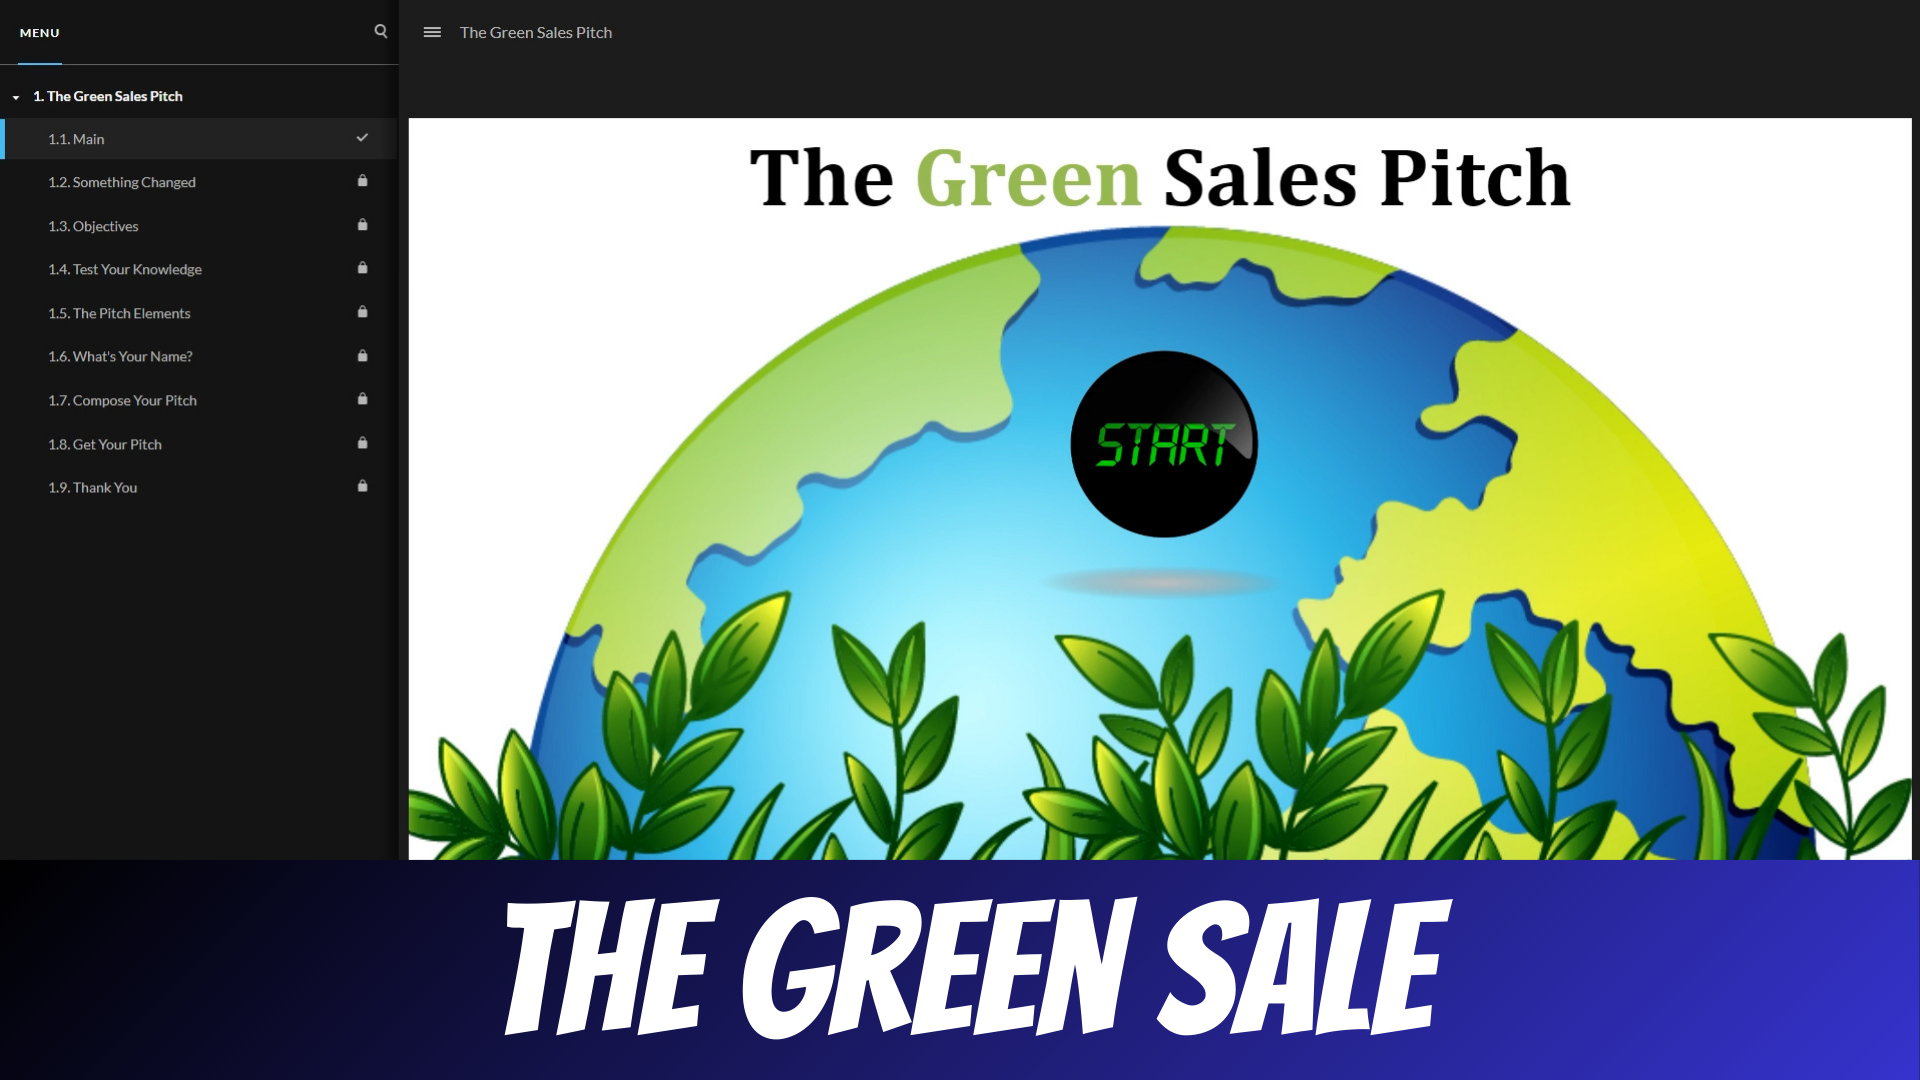 MENU
The Green Sales Pitch
1. The Green Sales Pitch
1.1. Main
1.2. Something Changed
1.3. Objectives
1.4. Test Your Knowledge
1.5. The Pitch Elements
1.6. What's Your Name?
1.7. Compose Your Pitch
1.8. Get Your Pitch
1.9. Thank You
The Green Sales Pitch
START
THE GREEN SALE